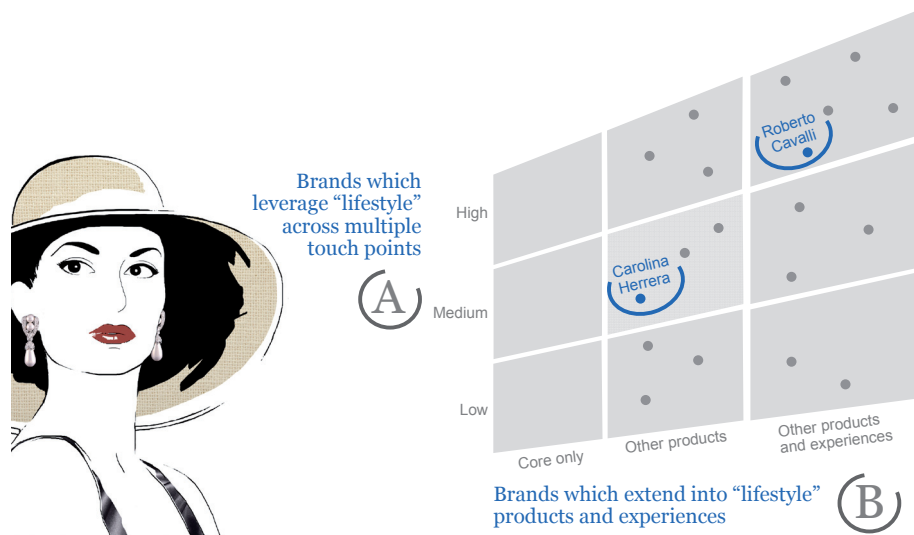 Brands which
leverage “lifestyle”
across multiple
touch points
A
High
Medium
Low
Roberto
Cavalli
Carolina
Herrera
Core only
Other products
Other products
and experiences
Brands which extend into “lifestyle”
products and experiences
B